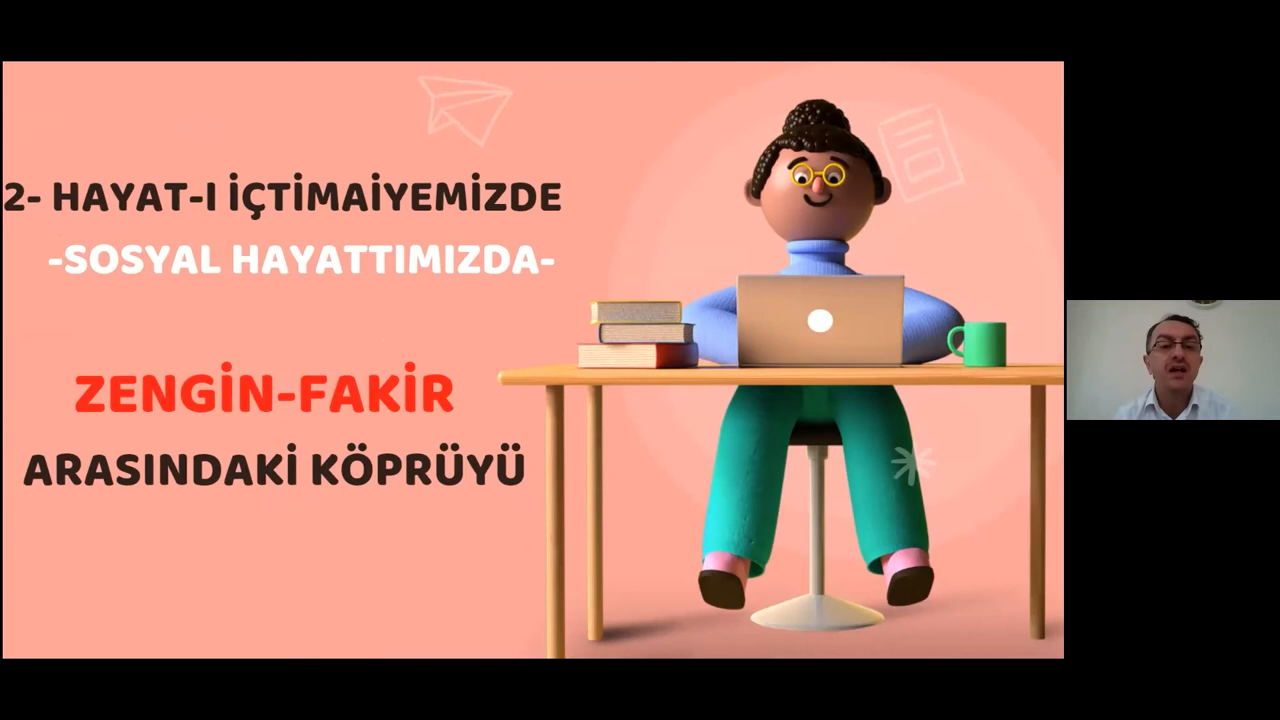 2- HAYAT-I İÇTİMAİYEMİZDE
-SOSYAL HAYATTIMIZDA-
ZENGİN-FAKİR
ARASINDAKİ KÖPRÜYÜ